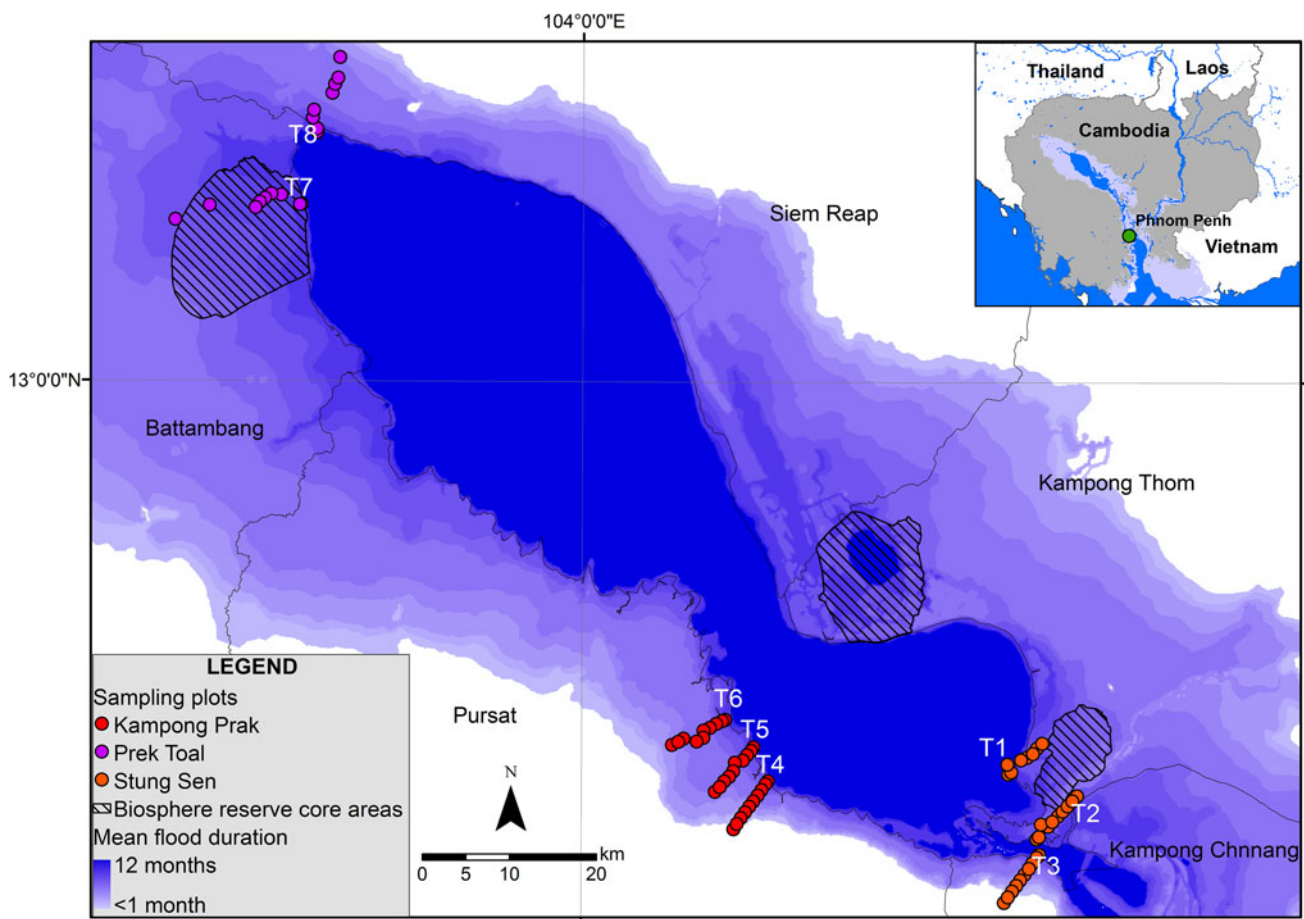 104°0'0"E
Thailand
Laos
Cambodia
Phnom Penh
Vietnam
T8
T7
Siem Reap
13°0'0"N
Battambang
Kampong Thom
LEGEND
Sampling plots
Kampong Prak
Prek Toal
Stung Sen
Biosphere reserve core areas
Mean flood duration
12 months
<1 month
Pursat
T6
T5
T4
N
km
0 5 10 20
T1
T2
Kampong Chnnang
T3